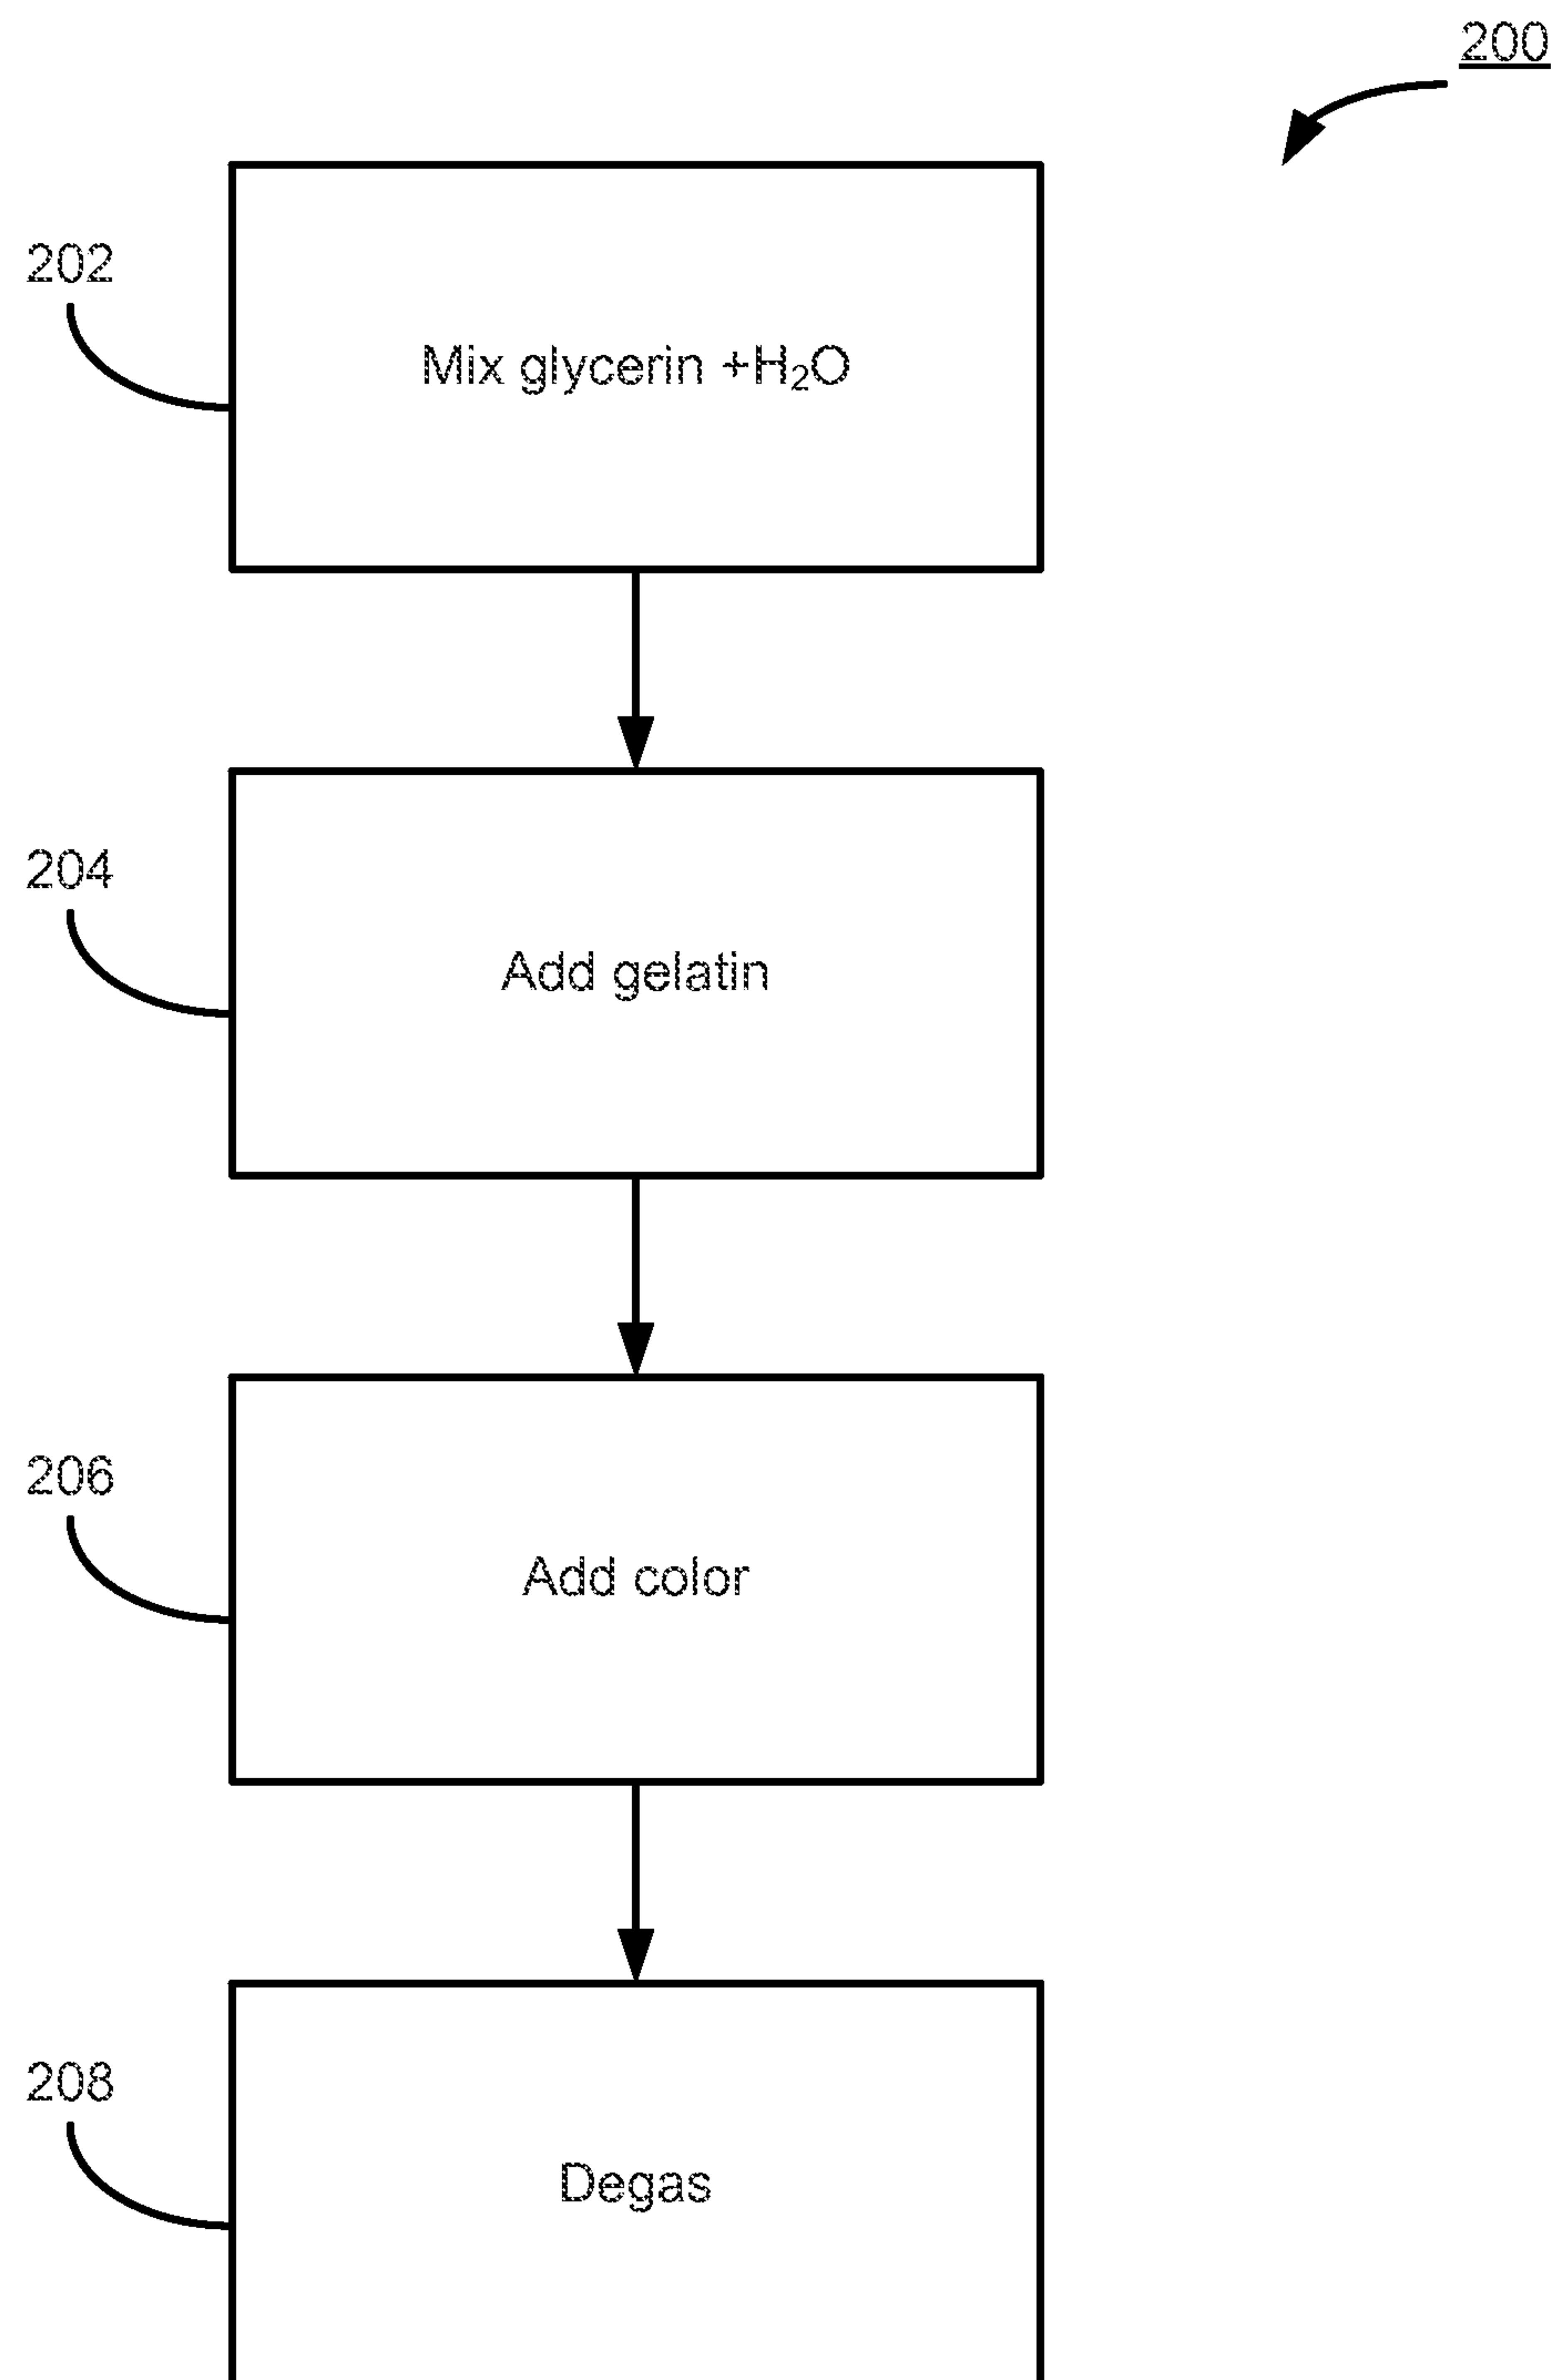 200
202
Mix glycerin +H₂O
204
Add gelatin
206
Add color
208
Degas